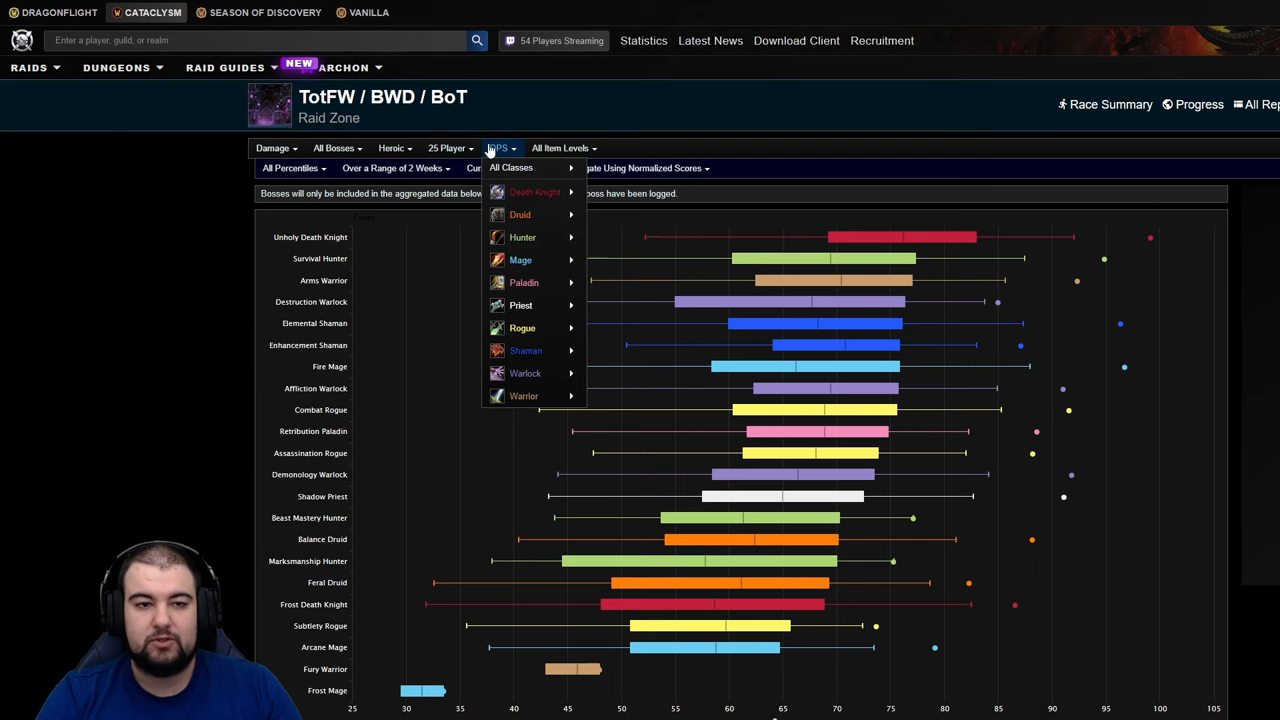 DRAGONFLIGHT CATACLYSM SEASON OF DISCOVERY VANILLA
Enter a player, guild, or realm 54 Players Streaming Statistics Latest News Download Client Recruitment
RAIDS DUNGEONS RAID GUIDES NEW ARCHON
TotFW / BWD / BoT
Raid Zone
Race Summary Progress All Rep
Damage All Bosses Heroic 25 Player DPS All Item Levels
All Percentiles Over a Range of 2 Weeks Cur gate Using Normalized Scores
Bosses will only be included in the aggregated data below oss have been logged.
All Classes
Death Knight
Druid
Hunter
Mage
Paladin
Priest
Rogue
Shaman
Warlock
Warrior
Zoom:
Unholy Death Knight
Survival Hunter
Arms Warrior
Destruction Warlock
Elemental Shaman
Enhancement Shaman
Fire Mage
Affliction Warlock
Combat Rogue
Retribution Paladin
Assassination Rogue
Demonology Warlock
Shadow Priest
Beast Mastery Hunter
Balance Druid
Marksmanship Hunter
Feral Druid
Frost Death Knight
Subtlety Rogue
Arcane Mage
Fury Warrior
Frost Mage
25 30 35 40 45 50 55 60 65 70 75 80 85 90 95 100 105